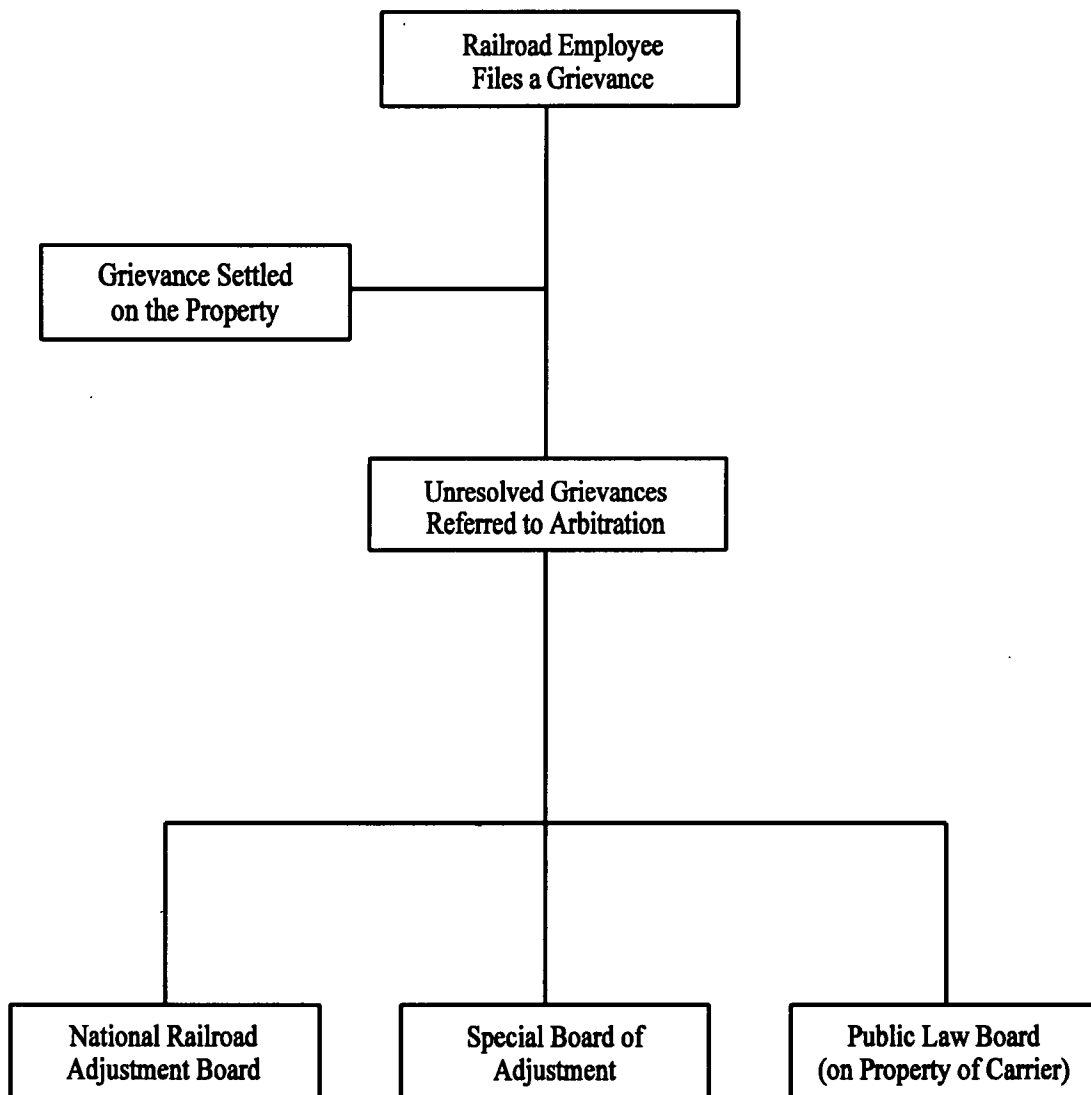 Railroad Employee
Files a Grievance
Grievance Settled
on the Property
Unresolved Grievances
Referred to Arbitration
National Railroad
Adjustment Board
Special Board of
Adjustment
Public Law Board
(on Property of Carrier)